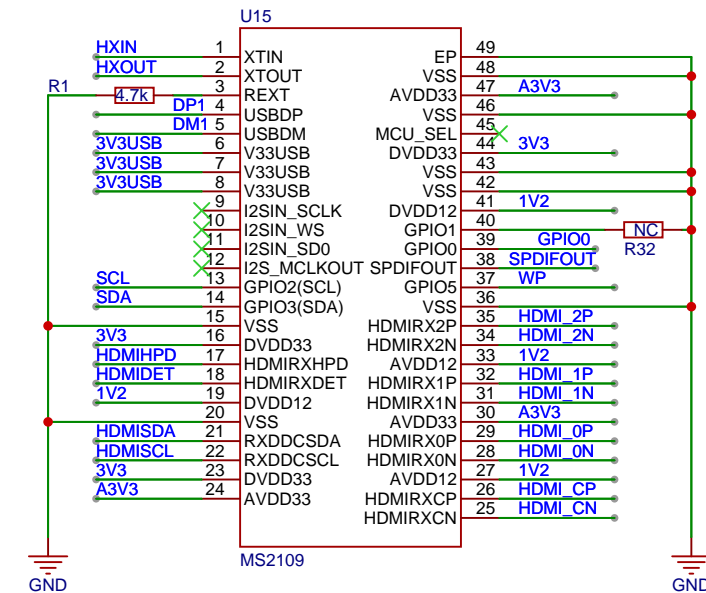 U15
HXIN 1 XTIN EP 49
HXOUT 2 XTOUT VSS 48
R1 4.7k 3 REXT AVDD33 47 A3V3
DP1 4 USBDP VSS 46
DM1 5 USBDM MCU_SEL 45
3V3USB 6 V33USB DVDD33 44 3V3
3V3USB 7 V33USB VSS 43
3V3USB 8 V33USB VSS 42
9 I2SIN_SCLK DVDD12 41 1V2
10 I2SIN_WS GPIO1 40 NC
R32
11 I2SIN_SD0 GPIO0 39 GPIO0
12 I2S_MCLKOUT SPDIFOUT 38 SPDIFOUT
SCL 13 GPIO2(SCL) GPIO5 37 WP
SDA 14 GPIO3(SDA) VSS 36
15 VSS HDMIRX2P 35 HDMI_2P
3V3 16 DVDD33 HDMIRX2N 34 HDMI_2N
HDMIHPD 17 HDMIRXHPD AVDD12 33 1V2
HDMIDET 18 HDMIRXDET HDMIRX1P 32 HDMI_1P
1V2 19 DVDD12 HDMIRX1N 31 HDMI_1N
20 VSS AVDD33 30 A3V3
HDMISDA 21 RXDDCSDA HDMIRX0P 29 HDMI_0P
HDMISCL 22 RXDDCSCL HDMIRX0N 28 HDMI_0N
3V3 23 DVDD33 AVDD12 27 1V2
A3V3 24 AVDD33 HDMIRXCP 26 HDMI_CP
HDMIRXCN 25 HDMI_CN
MS2109
GND GND